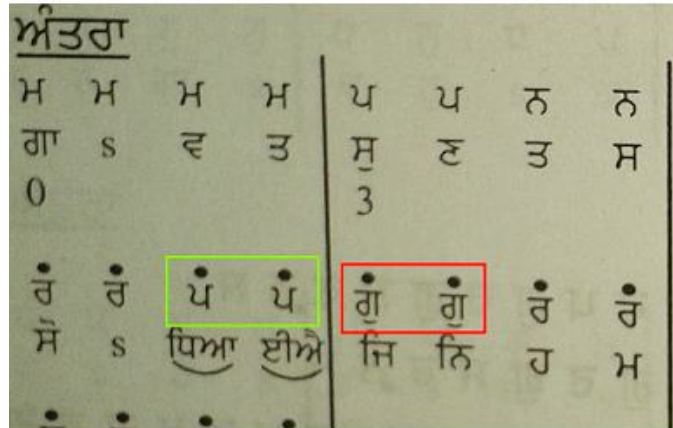 ਅੰਤਰਾ
ਮ ਮ ਮ ਮ ਪ ਪ ਨ ਨ
ਗਾ s ਵ ਤ ਸੁ ਣ ਤ ਸ
0 3
ਰੰ ਰੰ ਪੰ ਪੰ ਗੁੰ ਗੁੰ ਰੰ ਰੰ
ਸੋ s ਧਿਆ ਈਐ ਜਿ ਨਿ ਹ ਮ